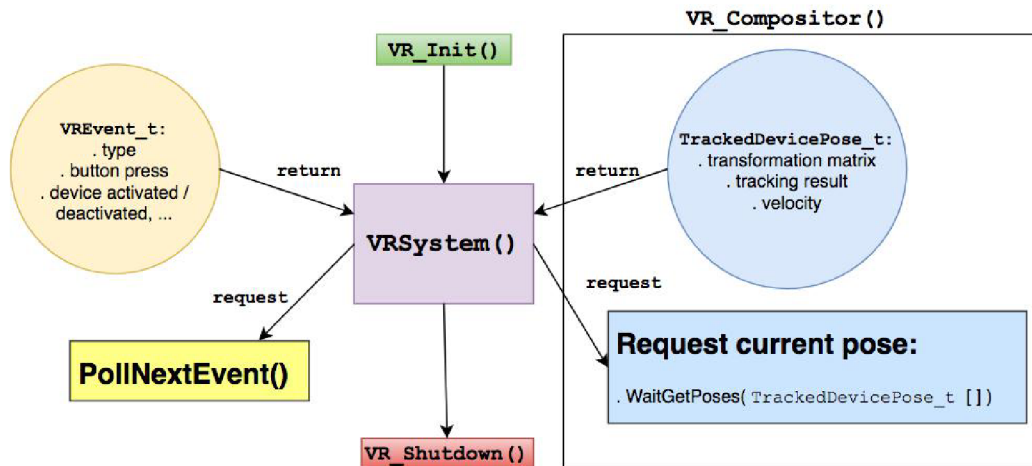 VR_Compositor()
VR_Init()
VREvent_t:
. type
. button press
. device activated /
deactivated, ...
TrackedDevicePose_t:
. transformation matrix
. tracking result
. velocity
return
return
VRSystem()
request
request
PollNextEvent()
Request current pose:
. WaitGetPoses( TrackedDevicePose_t [])
VR_Shutdown()